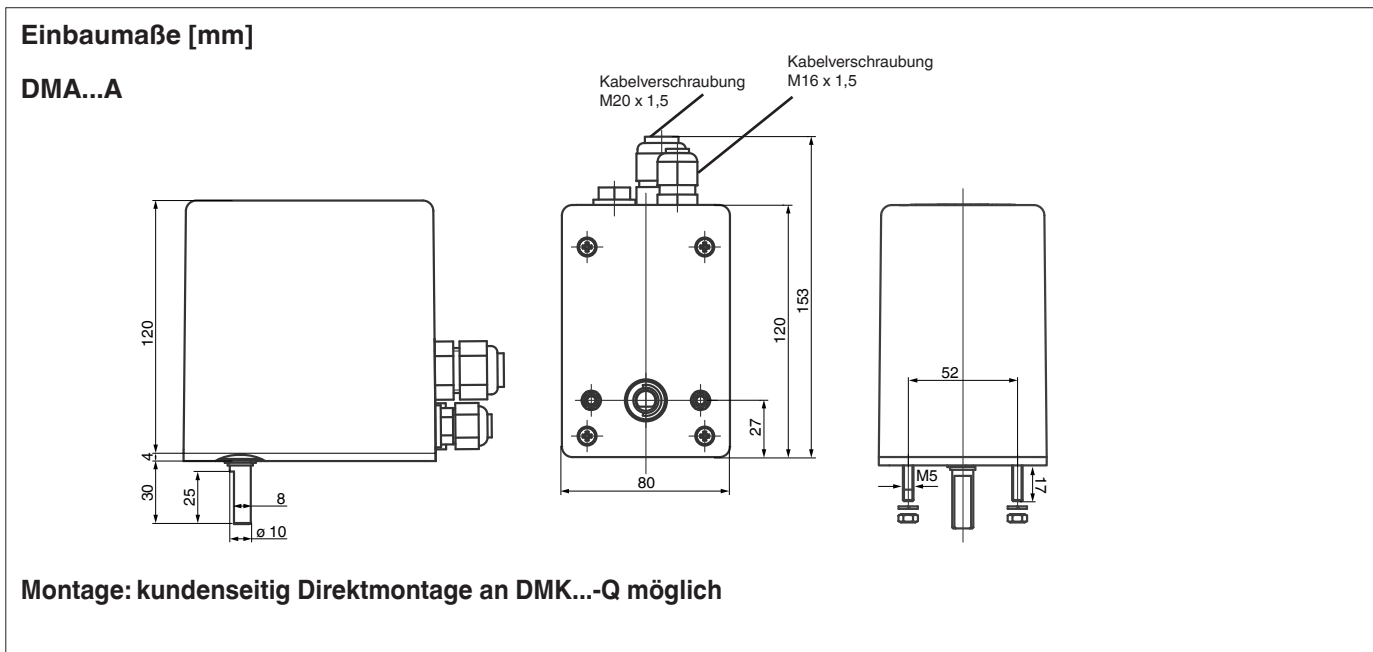 Einbaumaße [mm]
DMA...A
Kabelverschraubung
M20 x 1,5
Kabelverschraubung
M16 x 1,5
120
4
30
25
8
ø 10
153
120
27
80
52
M5
17
Montage: kundenseitig Direktmontage an DMK...-Q möglich